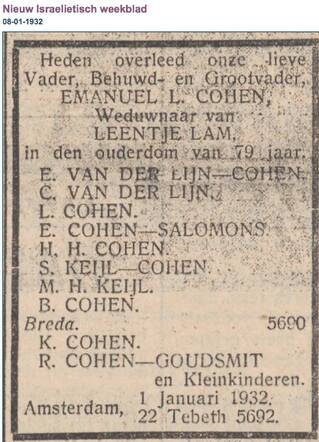 Nieuw Israelietisch weekblad
08-01-1932
Heden overleed onze lieve
Vader, Behuwd- en Grootvader,
EMANUEL L. COHEN,
Weduwnaar van
LEENTJE LAM,
in den ouderdom van 79 jaar.
E. VAN DER LIJN—COHEN.
C. VAN DER LIJN.
L. COHEN.
E. COHEN—SALOMONS.
H. H. COHEN.
S. KEIJL—COHEN.
M. H. KEIJL.
B. COHEN.
Breda. 5690
K. COHEN.
R. COHEN—GOUDSMIT
en Kleinkinderen.
Amsterdam, 1 Januari 1932.
22 Tebeth 5692.